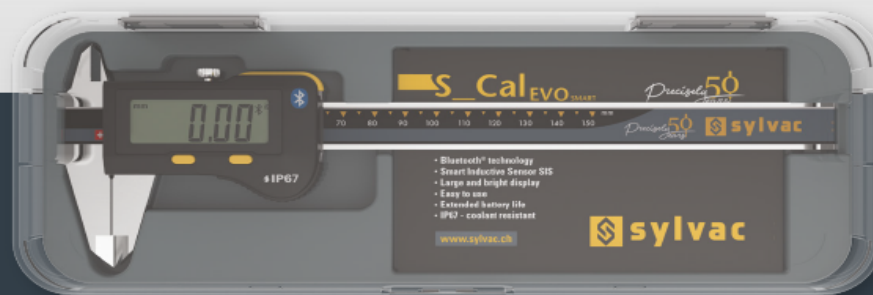 S_Cal EVO SMART
Precisely 50 years
mm
0.00
70 80 90 100 110 120 130 140 150 mm
Precisely 50 years
sylvac
IP67
• Bluetooth® technology
• Smart Inductive Sensor SIS
• Large and bright display
• Easy to use
• Extended battery life
• IP67 - coolant resistant
www.sylvac.ch
sylvac